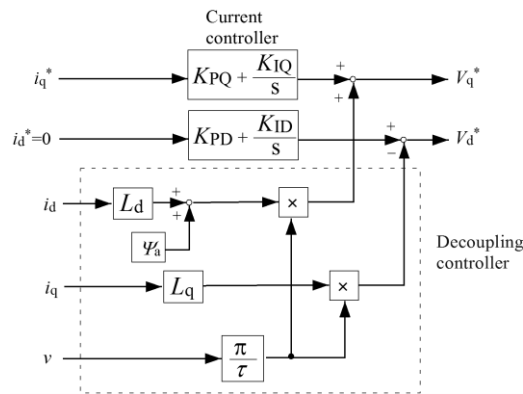 Current
controller
i_q*
K_PQ + K_IQ/s
+
+
V_q*
i_d*=0
K_PD + K_ID/s
+
−
V_d*
i_d
L_d
+
+
×
Ψ_a
Decoupling
controller
i_q
L_q
×
v
π/τ